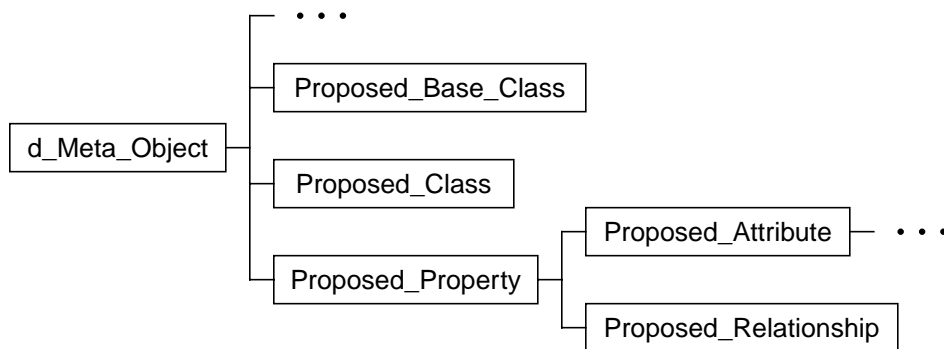 • • •
Proposed_Base_Class
d_Meta_Object
Proposed_Class
Proposed_Attribute • • •
Proposed_Property
Proposed_Relationship